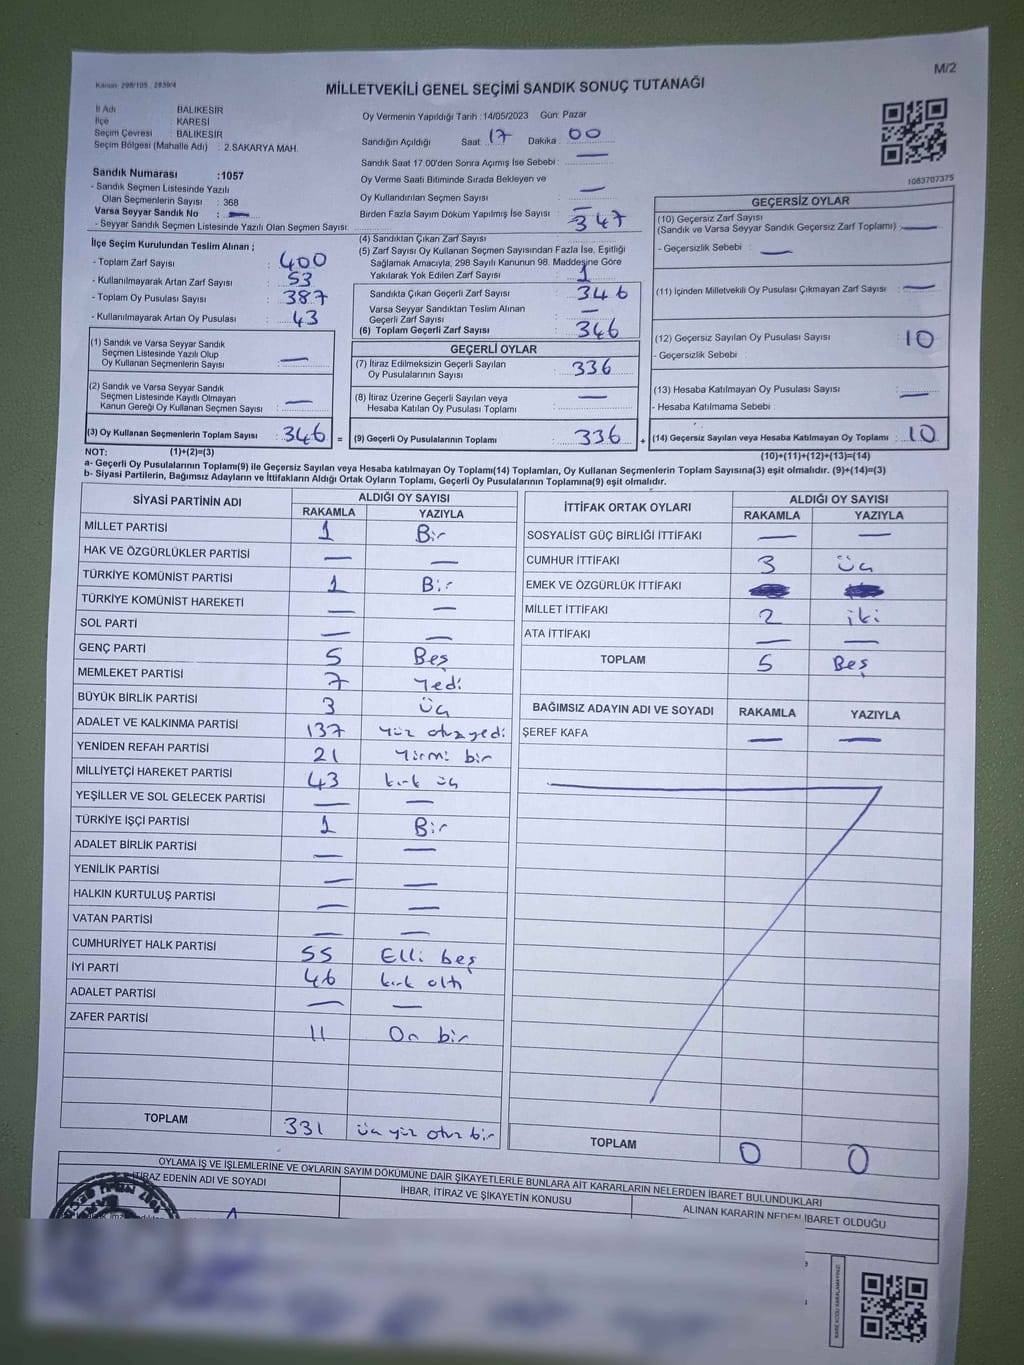 M/2
Kanun: 298/105 , 2839/4
MİLLETVEKİLİ GENEL SEÇİMİ SANDIK SONUÇ TUTANAĞI
İl Adı : BALIKESİR
İlçe : KARESİ
Seçim Çevresi : BALIKESİR
Seçim Bölgesi (Mahalle Adı) : 2.SAKARYA MAH.
Oy Vermenin Yapıldığı Tarih :14/05/2023 Gün: Pazar
Sandığın Açıldığı Saat: 17 Dakika : 00
Sandık Saat 17 00'den Sonra Açımış İse Sebebi : —
Oy Verme Saati Bitiminde Sırada Bekleyen ve
Oy Kullandırılan Seçmen Sayısı : —
Birden Fazla Sayım Döküm Yapılmış İse Sayısı : —
1083707375
Sandık Numarası :1057
- Sandık Seçmen Listesinde Yazılı
Olan Seçmenlerin Sayısı : 368
Varsa Seyyar Sandık No : —
- Seyyar Sandık Seçmen Listesinde Yazılı Olan Seçmen Sayısı:
İlçe Seçim Kurulundan Teslim Alınan ;
- Toplam Zarf Sayısı : 400
- Kullanılmayarak Artan Zarf Sayısı : 53
- Toplam Oy Pusulası Sayısı : 387
- Kullanılmayarak Artan Oy Pusulası : 43
(4) Sandıktan Çıkan Zarf Sayısı : 347
(5) Zarf Sayısı Oy Kullanan Seçmen Sayısından Fazla İse, Eşitliği
Sağlamak Amacıyla, 298 Sayılı Kanunun 98. Maddesine Göre
Yakılarak Yok Edilen Zarf Sayısı : 1
Sandıkta Çıkan Geçerli Zarf Sayısı : 346
Varsa Seyyar Sandıktan Teslim Alınan
Geçerli Zarf Sayısı : —
(6) Toplam Geçerli Zarf Sayısı : 346
GEÇERSİZ OYLAR
(10) Geçersiz Zarf Sayısı
(Sandık ve Varsa Seyyar Sandık Geçersiz Zarf Toplamı) : —
- Geçersizlik Sebebi : —
(11) İçinden Milletvekili Oy Pusulası Çıkmayan Zarf Sayısı : —
(12) Geçersiz Sayılan Oy Pusulası Sayısı : 10
- Geçersizlik Sebebi :
(13) Hesaba Katılmayan Oy Pusulası Sayısı : —
- Hesaba Katılmama Sebebi :
(14) Geçersiz Sayılan veya Hesaba Katılmayan Oy Toplamı : 10
(1) Sandık ve Varsa Seyyar Sandık
Seçmen Listesinde Yazılı Olup
Oy Kullanan Seçmenlerin Sayısı : —
(2) Sandık ve Varsa Seyyar Sandık
Seçmen Listesinde Kayıtlı Olmayan
Kanun Gereği Oy Kullanan Seçmen Sayısı : —
(3) Oy Kullanan Seçmenlerin Toplam Sayısı : 346 =
GEÇERLİ OYLAR
(7) İtiraz Edilmeksizin Geçerli Sayılan
Oy Pusulalarının Sayısı : 336
(8) İtiraz Üzerine Geçerli Sayılan veya
Hesaba Katılan Oy Pusulası Toplamı : —
(9) Geçerli Oy Pusulalarının Toplamı : 336 +
NOT: (1)+(2)=(3)
(10)+(11)+(12)+(13)=(14)
a- Geçerli Oy Pusulalarının Toplamı(9) ile Geçersiz Sayılan veya Hesaba katılmayan Oy Toplamı(14) Toplamları, Oy Kullanan Seçmenlerin Toplam Sayısına(3) eşit olmalıdır. (9)+(14)=(3)
b- Siyasi Partilerin, Bağımsız Adayların ve İttifakların Aldığı Ortak Oyların Toplamı, Geçerli Oy Pusulalarının Toplamına(9) eşit olmalıdır.
SİYASİ PARTİNİN ADI ALDIĞI OY SAYISI
RAKAMLA YAZIYLA
MİLLET PARTİSİ 1 Bir
HAK VE ÖZGÜRLÜKLER PARTİSİ — —
TÜRKİYE KOMÜNİST PARTİSİ 1 Bir
TÜRKİYE KOMÜNİST HAREKETİ — —
SOL PARTİ — —
GENÇ PARTİ 5 Beş
MEMLEKET PARTİSİ 7 Yedi
BÜYÜK BİRLİK PARTİSİ 3 üç
ADALET VE KALKINMA PARTİSİ 137 Yüz otuzyedi
YENİDEN REFAH PARTİSİ 21 Yirmi bir
MİLLİYETÇİ HAREKET PARTİSİ 43 kırk üç
YEŞİLLER VE SOL GELECEK PARTİSİ — —
TÜRKİYE İŞÇİ PARTİSİ 1 Bir
ADALET BİRLİK PARTİSİ — —
YENİLİK PARTİSİ — —
HALKIN KURTULUŞ PARTİSİ — —
VATAN PARTİSİ — —
CUMHURİYET HALK PARTİSİ 55 Elli beş
İYİ PARTİ 46 kırk altı
ADALET PARTİSİ — —
ZAFER PARTİSİ 11 On bir
TOPLAM 331 üç yüz otuz bir
İTTİFAK ORTAK OYLARI ALDIĞI OY SAYISI
RAKAMLA YAZIYLA
SOSYALİST GÜÇ BİRLİĞİ İTTİFAKI — —
CUMHUR İTTİFAKI 3 üç
EMEK VE ÖZGÜRLÜK İTTİFAKI
MİLLET İTTİFAKI 2 iki
ATA İTTİFAKI — —
TOPLAM 5 Beş
BAĞIMSIZ ADAYIN ADI VE SOYADI RAKAMLA YAZIYLA
ŞEREF KAFA — —
TOPLAM 0 0
OYLAMA İŞ VE İŞLEMLERİNE VE OYLARIN SAYIM DÖKÜMÜNE DAİR ŞİKAYETLERLE BUNLARA AİT KARARLARIN NELERDEN İBARET BULUNDUKLARI
İTİRAZ EDENİN ADI VE SOYADI İHBAR, İTİRAZ VE ŞİKAYETİN KONUSU ALINAN KARARIN NEDEN İBARET OLDUĞU
KARE KODU KARALAMAYINIZ!